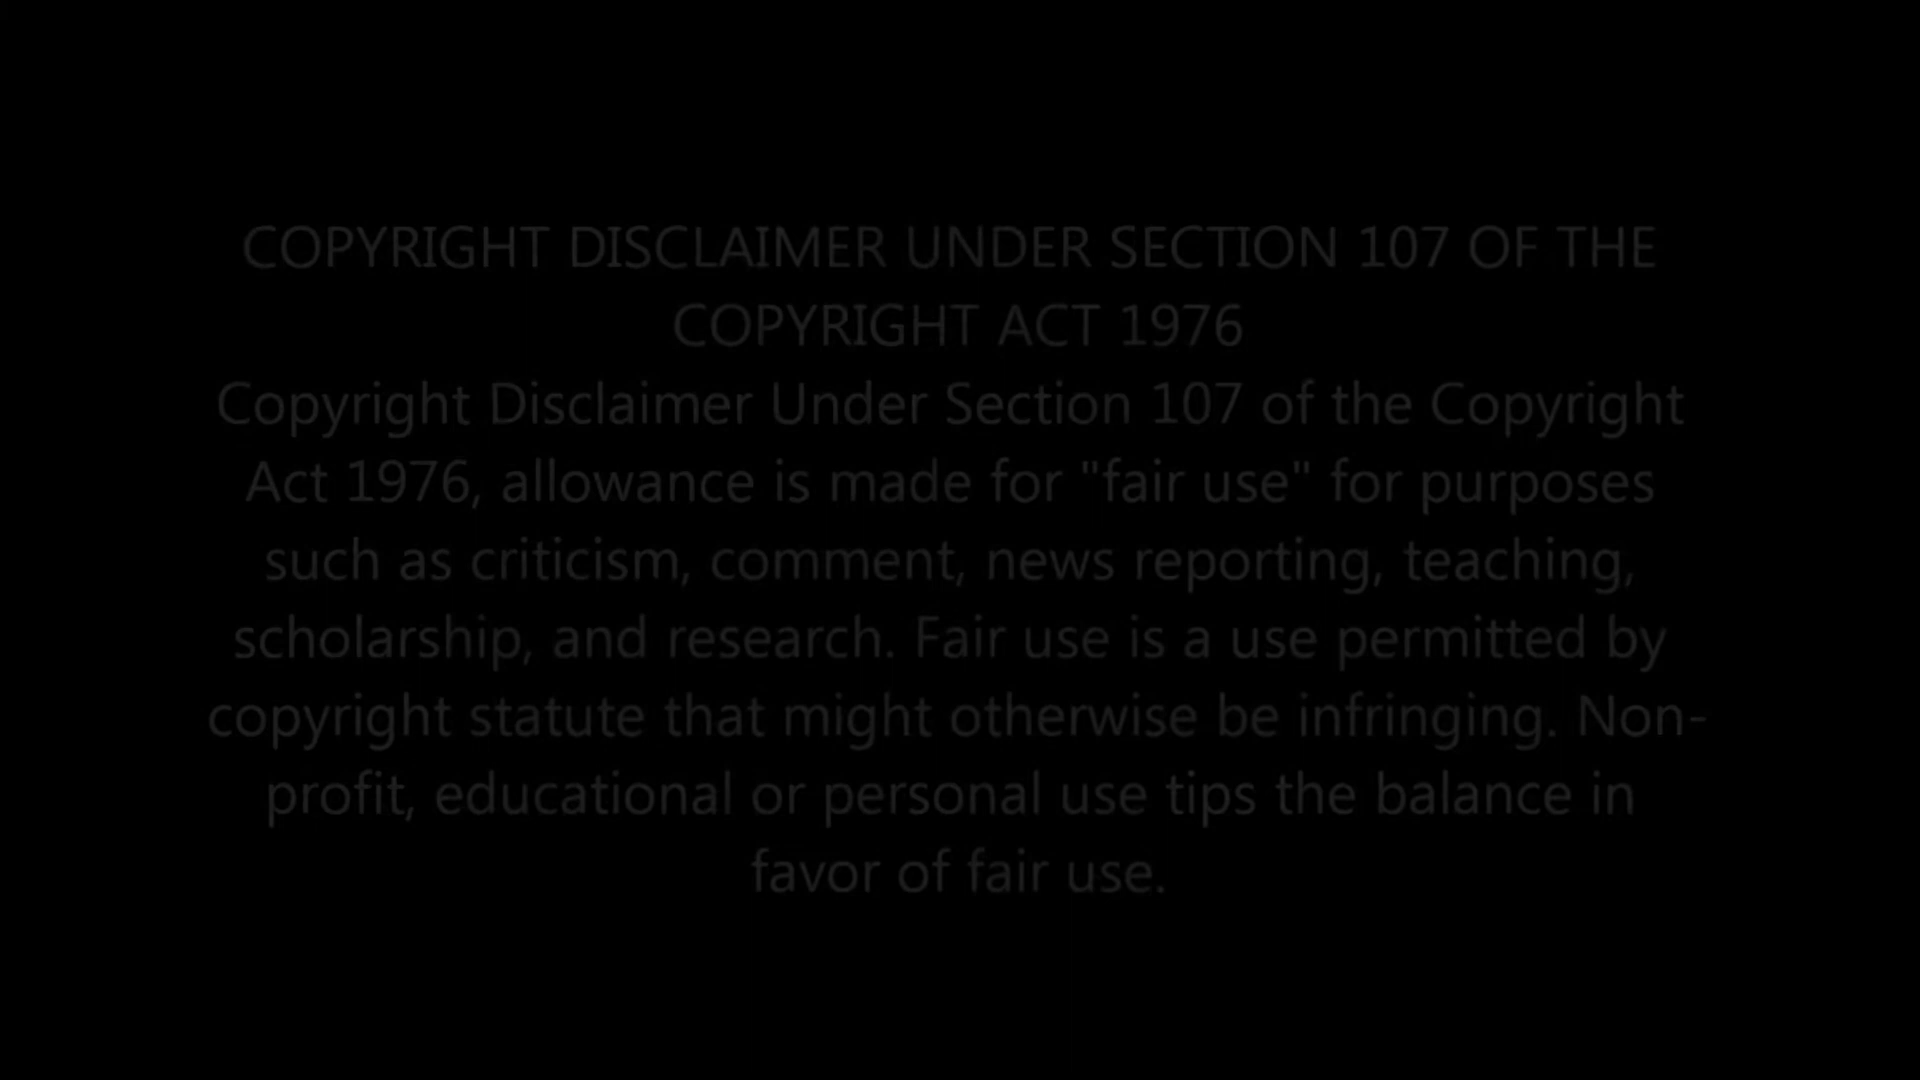 COPYRIGHT DISCLAIMER UNDER SECTION 107 OF THE
COPYRIGHT ACT 1976
Copyright Disclaimer Under Section 107 of the Copyright
Act 1976, allowance is made for "fair use" for purposes
such as criticism, comment, news reporting, teaching,
scholarship, and research. Fair use is a use permitted by
copyright statute that might otherwise be infringing. Non-
profit, educational or personal use tips the balance in
favor of fair use.